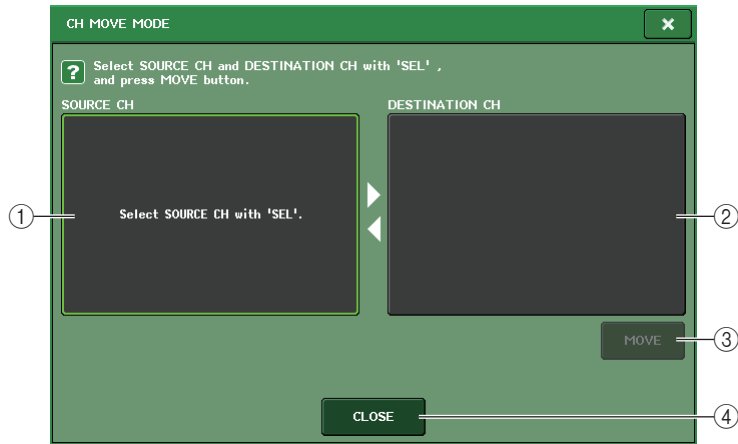 CH MOVE MODE
?
Select SOURCE CH and DESTINATION CH with 'SEL' ,
and press MOVE button.
SOURCE CH
DESTINATION CH
① Select SOURCE CH with 'SEL'.
②
MOVE ③
CLOSE ④